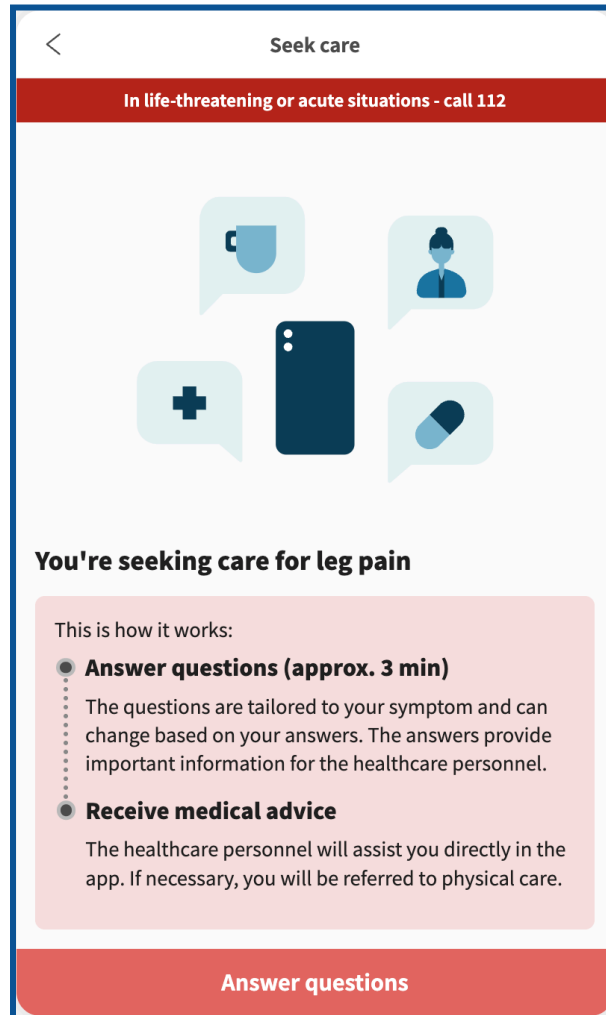 Seek care
In life-threatening or acute situations - call 112
You're seeking care for leg pain
This is how it works:
Answer questions (approx. 3 min)
The questions are tailored to your symptom and can
change based on your answers. The answers provide
important information for the healthcare personnel.
Receive medical advice
The healthcare personnel will assist you directly in the
app. If necessary, you will be referred to physical care.
Answer questions